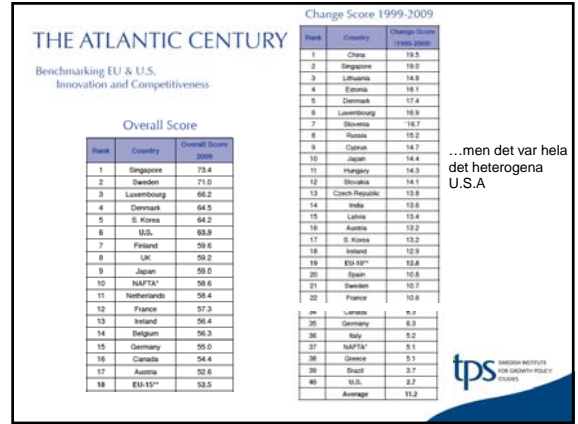 THE ATLANTIC CENTURY
Benchmarking EU & U.S.
Innovation and Competitiveness
Overall Score
Rank Country Overall Score 2009
1 Singapore 73.4
2 Sweden 71.0
3 Luxembourg 66.2
4 Denmark 64.5
5 S. Korea 64.2
6 U.S. 63.9
7 Finland 59.6
8 UK 59.2
9 Japan 59.0
10 NAFTA* 58.6
11 Netherlands 58.4
12 France 57.3
13 Ireland 56.4
14 Belgium 56.3
15 Germany 55.0
16 Canada 54.4
17 Austria 52.6
18 EU-15** 52.5
Change Score 1999-2009
Rank Country Change Score (1999-2009)
1 China 19.5
2 Singapore 19.0
3 Lithuania
4 Estonia 18.1
5 Denmark 17.4
6 Luxembourg 16.9
7 Slovenia 16.7
8 Russia 15.2
9 Cyprus 14.7
10 Japan 14.4
11 Hungary 14.3
12 Slovakia 14.1
13 Czech Republic 13.8
14 India 13.6
15 Latvia 13.4
16 Austria 13.2
17 S. Korea 13.2
18 Ireland 12.9
19 EU-10** 12.8
20 Spain 10.8
21 Sweden 10.7
22 France 10.6
35 Germany 6.3
36 Italy 5.2
37 NAFTA* 5.1
38 Greece 5.1
39 Brazil 3.7
40 U.S. 2.7
Average 11.2
…men det var hela
det heterogena
U.S.A
tps SWEDISH INSTITUTE
FOR GROWTH POLICY
STUDIES